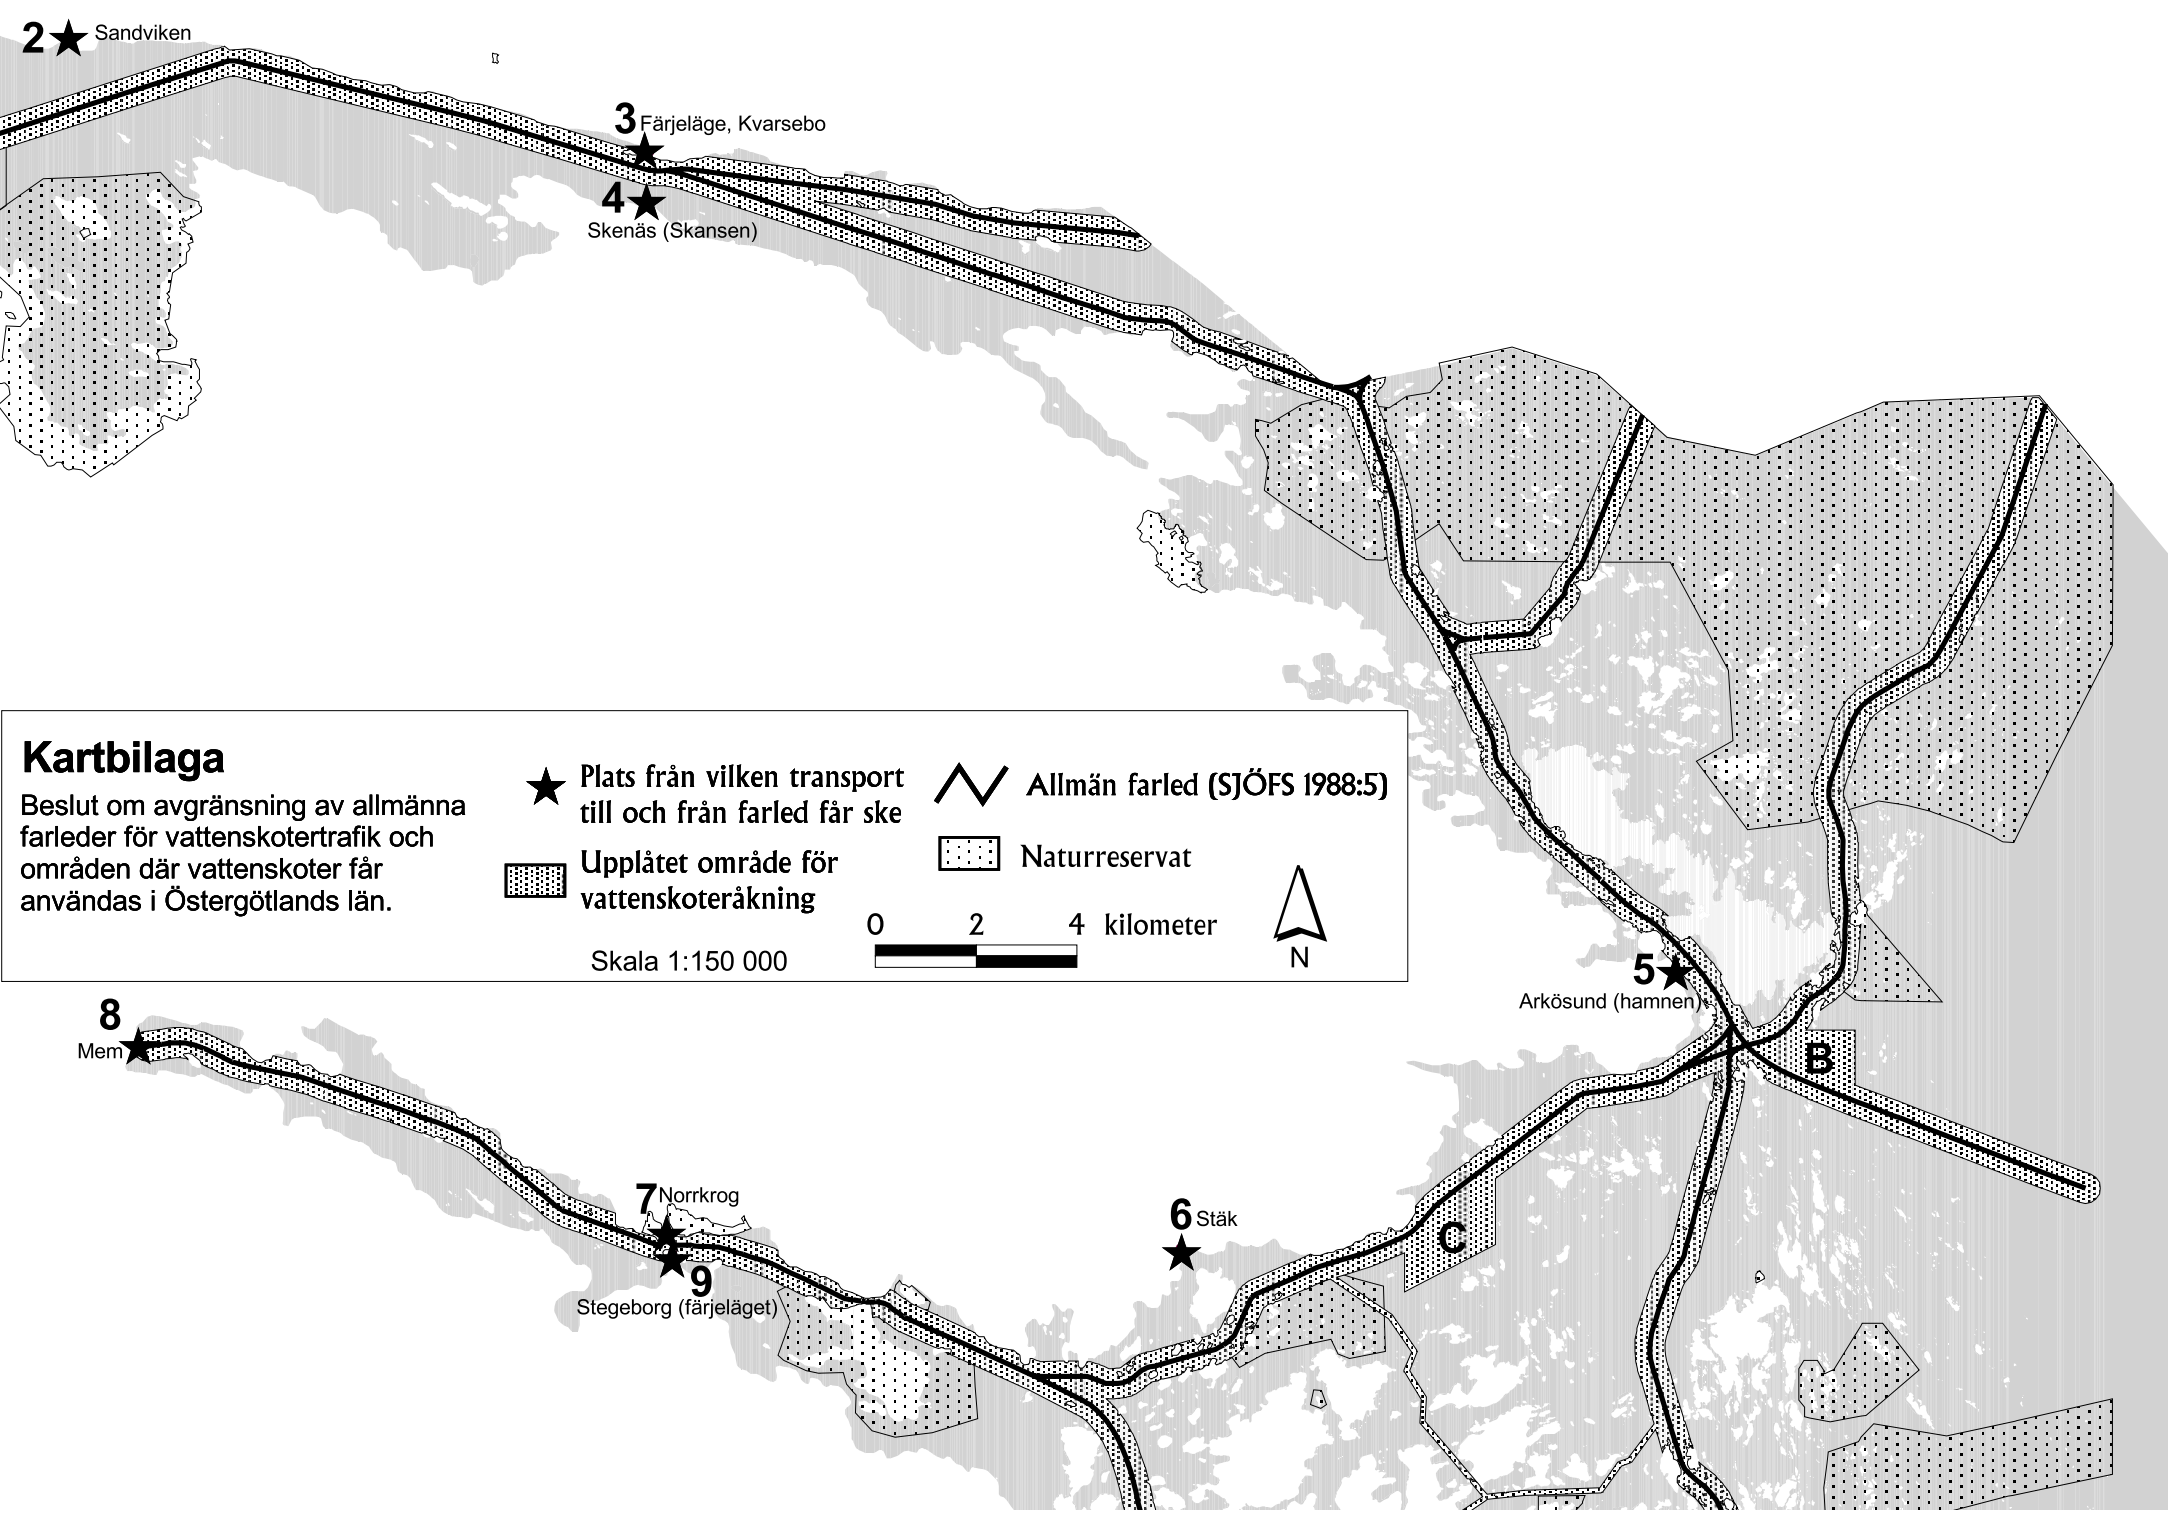 2 Sandviken
3 Färjeläge, Kvarsebo
4
Skenäs (Skansen)
Kartbilaga
Beslut om avgränsning av allmänna
farleder för vattenskotertrafik och
områden där vattenskoter får
användas i Östergötlands län.
Plats från vilken transport
till och från farled får ske
Upplåtet område för
vattenskoteråkning
Skala 1:150 000
Allmän farled (SJÖFS 1988:5)
Naturreservat
0 2 4 kilometer
N
5
Arkösund (hamnen)
8
Mem
B
7 Norrkrog
6 Stäk
C
9
Stegeborg (färjeläget)